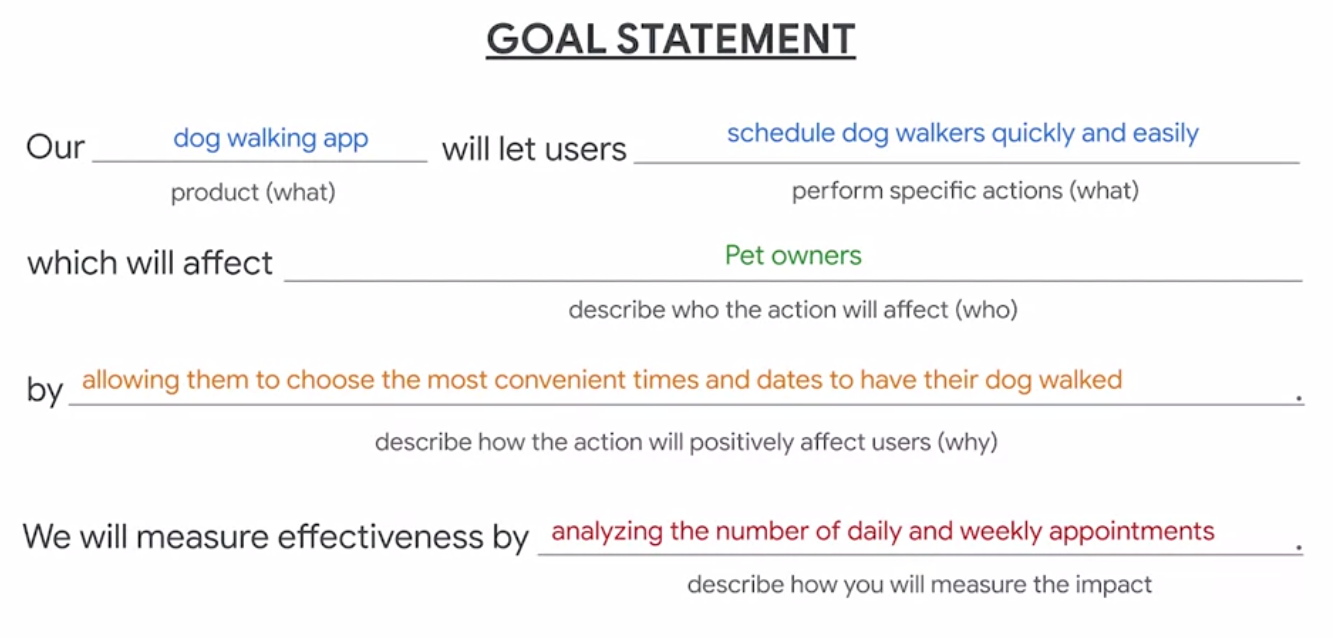 GOAL STATEMENT
Our dog walking app will let users schedule dog walkers quickly and easily
product (what) perform specific actions (what)
which will affect Pet owners
describe who the action will affect (who)
by allowing them to choose the most convenient times and dates to have their dog walked.
describe how the action will positively affect users (why)
We will measure effectiveness by analyzing the number of daily and weekly appointments.
describe how you will measure the impact